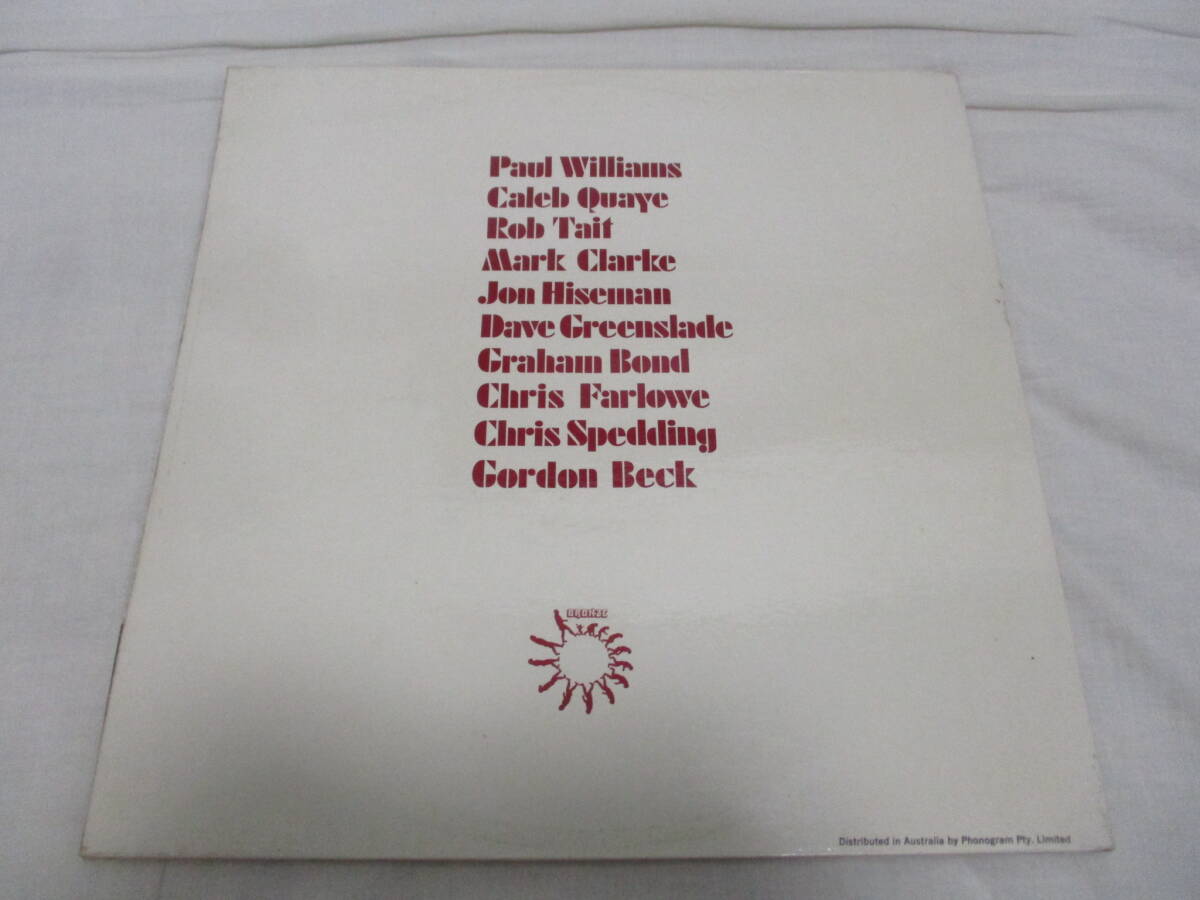 Paul Williams
Caleb Quaye
Rob Tait
Mark Clarke
Jon Hiseman
Dave Greenslade
Graham Bond
Chris Farlowe
Chris Spedding
Gordon Beck
BRONZE
Distributed in Australia by Phonogram Pty. Limited